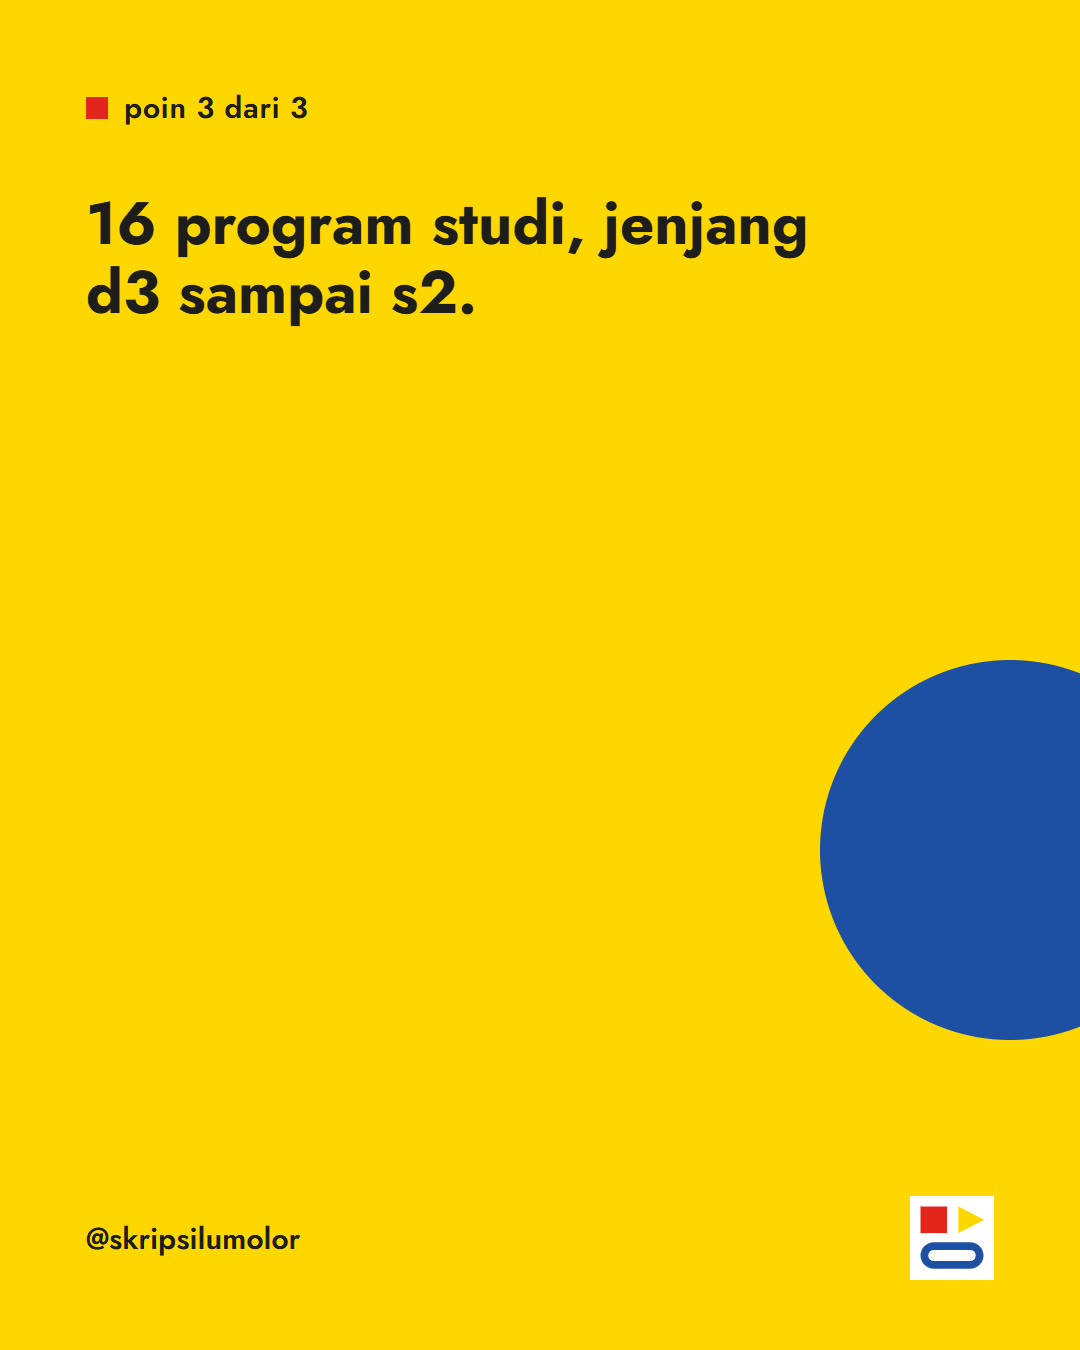 poin 3 dari 3
16 program studi, jenjang
d3 sampai s2.
@skripsilumolor